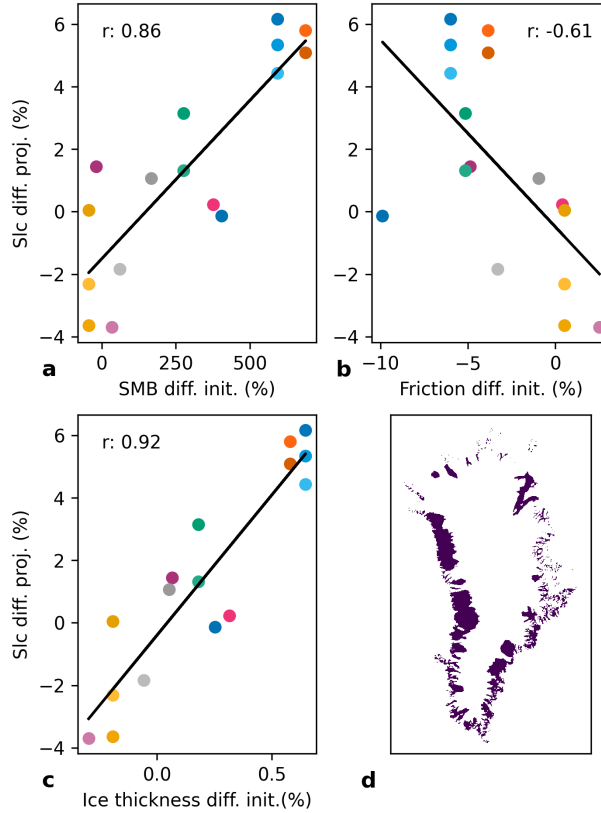 r: 0.86
r: -0.61
Slc diff. proj. (%)
6
4
2
0
−2
−4
0
250
500
a
SMB diff. init. (%)
6
4
2
0
−2
−4
−10
−5
0
b
Friction diff. init. (%)
r: 0.92
Slc diff. proj. (%)
6
4
2
0
−2
−4
0.0
0.5
c
Ice thickness diff. init.(%)
d